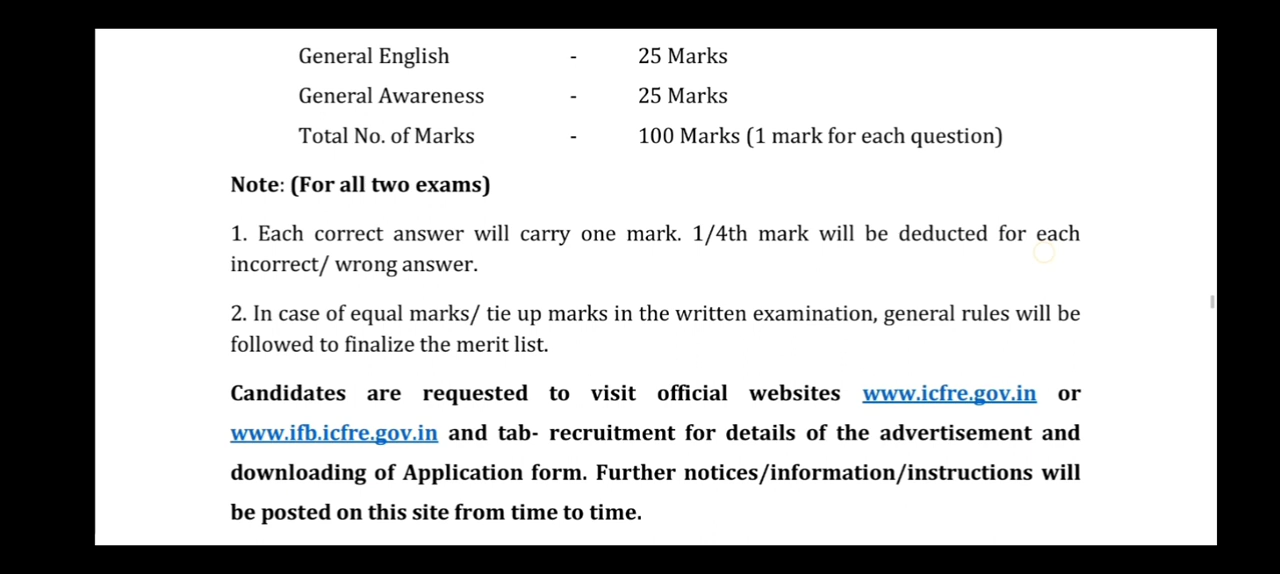 General English - 25 Marks
General Awareness - 25 Marks
Total No. of Marks - 100 Marks (1 mark for each question)
Note: (For all two exams)
1. Each correct answer will carry one mark. 1/4th mark will be deducted for each
incorrect/ wrong answer.
2. In case of equal marks/ tie up marks in the written examination, general rules will be
followed to finalize the merit list.
Candidates are requested to visit official websites www.icfre.gov.in or
www.ifb.icfre.gov.in and tab- recruitment for details of the advertisement and
downloading of Application form. Further notices/information/instructions will
be posted on this site from time to time.